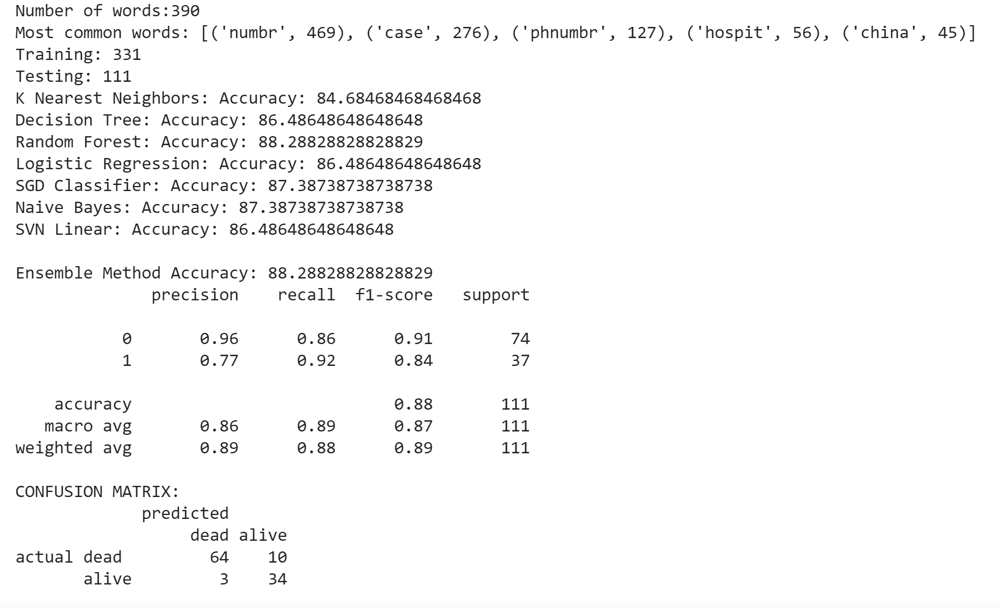 Number of words:390
Most common words: [('numbr', 469), ('case', 276), ('phnumbr', 127), ('hospit', 56), ('china', 45)]
Training: 331
Testing: 111
K Nearest Neighbors: Accuracy: 84.68468468468468
Decision Tree: Accuracy: 86.48648648648648
Random Forest: Accuracy: 88.28828828828829
Logistic Regression: Accuracy: 86.48648648648648
SGD Classifier: Accuracy: 87.38738738738738
Naive Bayes: Accuracy: 87.38738738738738
SVN Linear: Accuracy: 86.48648648648648
Ensemble Method Accuracy: 88.28828828828829
precision recall f1-score support
0 0.96 0.86 0.91 74
1 0.77 0.92 0.84 37
accuracy 0.88 111
macro avg 0.86 0.89 0.87 111
weighted avg 0.89 0.88 0.89 111
CONFUSION MATRIX:
predicted
dead alive
actual dead 64 10
alive 3 34